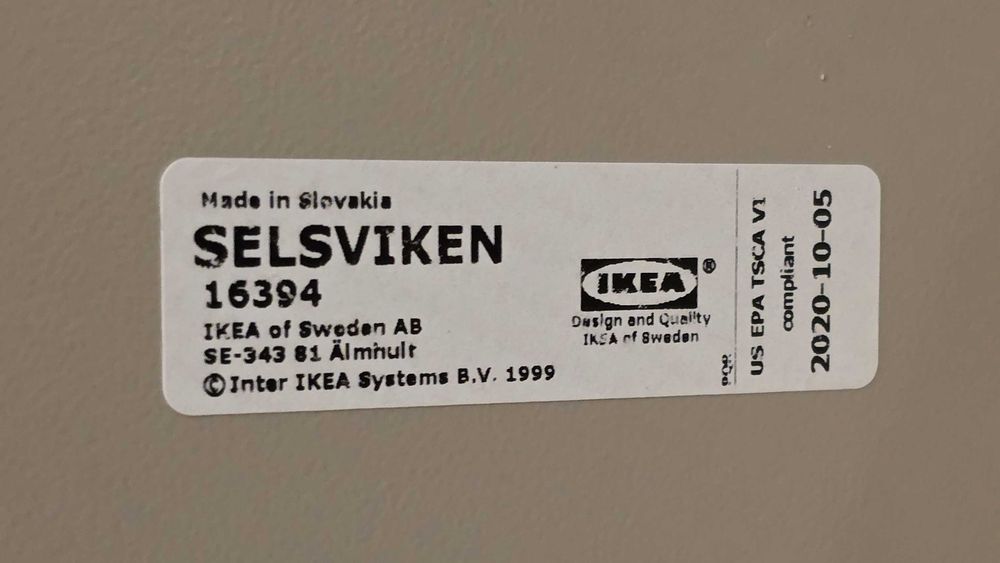 Made in Slovakia
SELSVIKEN
16394
IKEA of Sweden AB
SE-343 81 Älmhult
©Inter IKEA Systems B.V. 1999
IKEA®
Design and Quality
IKEA of Sweden
PQR
US EPA TSCA VI
compliant
2020-10-05